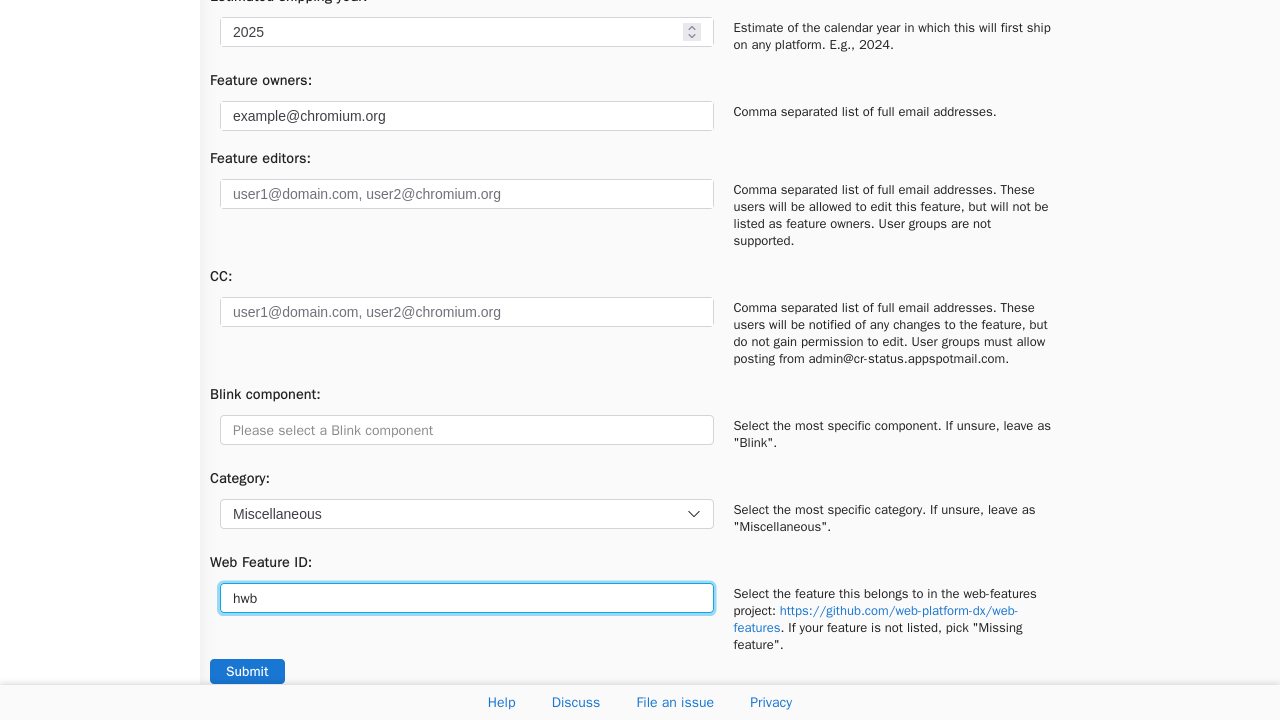 2025
Estimate of the calendar year in which this will first ship
on any platform. E.g., 2024.
Feature owners:
example@chromium.org
Comma separated list of full email addresses.
Feature editors:
user1@domain.com, user2@chromium.org
Comma separated list of full email addresses. These
users will be allowed to edit this feature, but will not be
listed as feature owners. User groups are not
supported.
CC:
user1@domain.com, user2@chromium.org
Comma separated list of full email addresses. These
users will be notified of any changes to the feature, but
do not gain permission to edit. User groups must allow
posting from admin@cr-status.appspotmail.com.
Blink component:
Please select a Blink component
Select the most specific component. If unsure, leave as
"Blink".
Category:
Miscellaneous
Select the most specific category. If unsure, leave as
"Miscellaneous".
Web Feature ID:
hwb
Select the feature this belongs to in the web-features
project: https://github.com/web-platform-dx/web-
features. If your feature is not listed, pick "Missing
feature".
Submit
Help Discuss File an issue Privacy